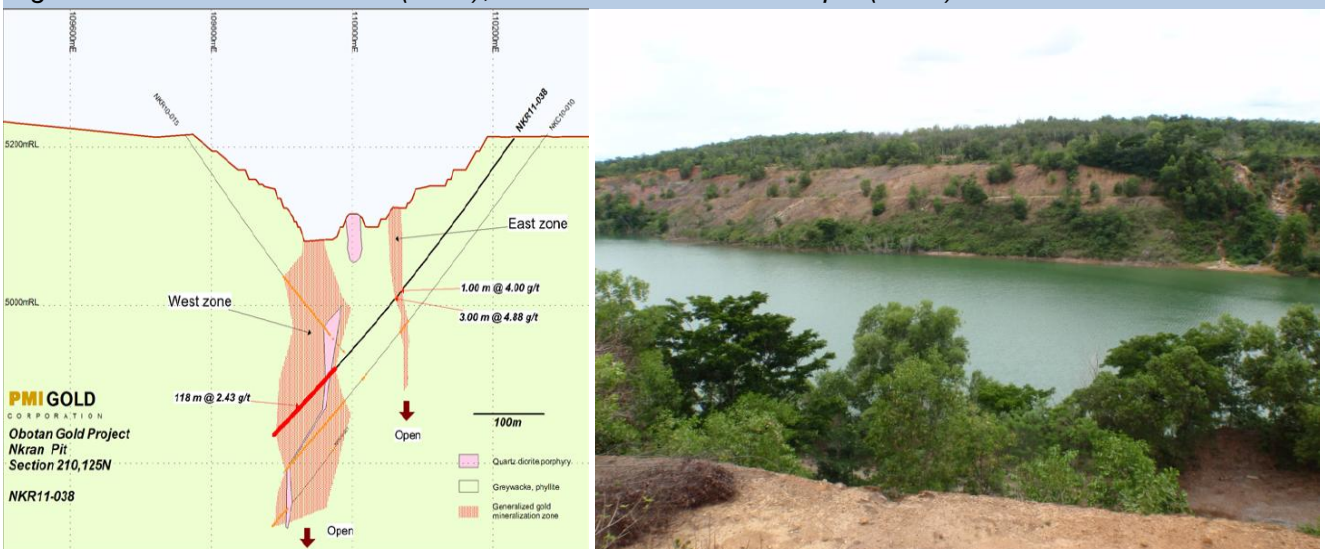 109600mE
109800mE
110000mE
110200mE
NKR11-038
NKC10-010
5200mRL
East zone
5000mRL
West zone
1.00 m @ 4.00 g/t
3.00 m @ 4.88 g/t
118 m @ 2.43 g/t
PMI GOLD
CORPORATION
Obotan Gold Project
Nkran Pit
Section 210,125N
NKR11-038
100m
Open
Quartz diorite porphyry
Greywacke, phyllite
Generalized gold
mineralization zone
Open